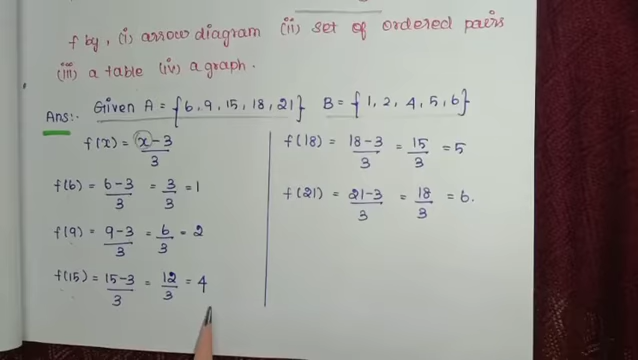 f by, (i) arrow diagram (ii) set of ordered pairs
(iii) a table (iv) a graph.
Ans:- Given A = {6, 9, 15, 18, 21} B = {1, 2, 4, 5, 6}
f(x) = x-3/3
f(6) = 6-3/3 = 3/3 = 1
f(9) = 9-3/3 = 6/3 = 2
f(15) = 15-3/3 = 12/3 = 4
f(18) = 18-3/3 = 15/3 = 5
f(21) = 21-3/3 = 18/3 = 6.